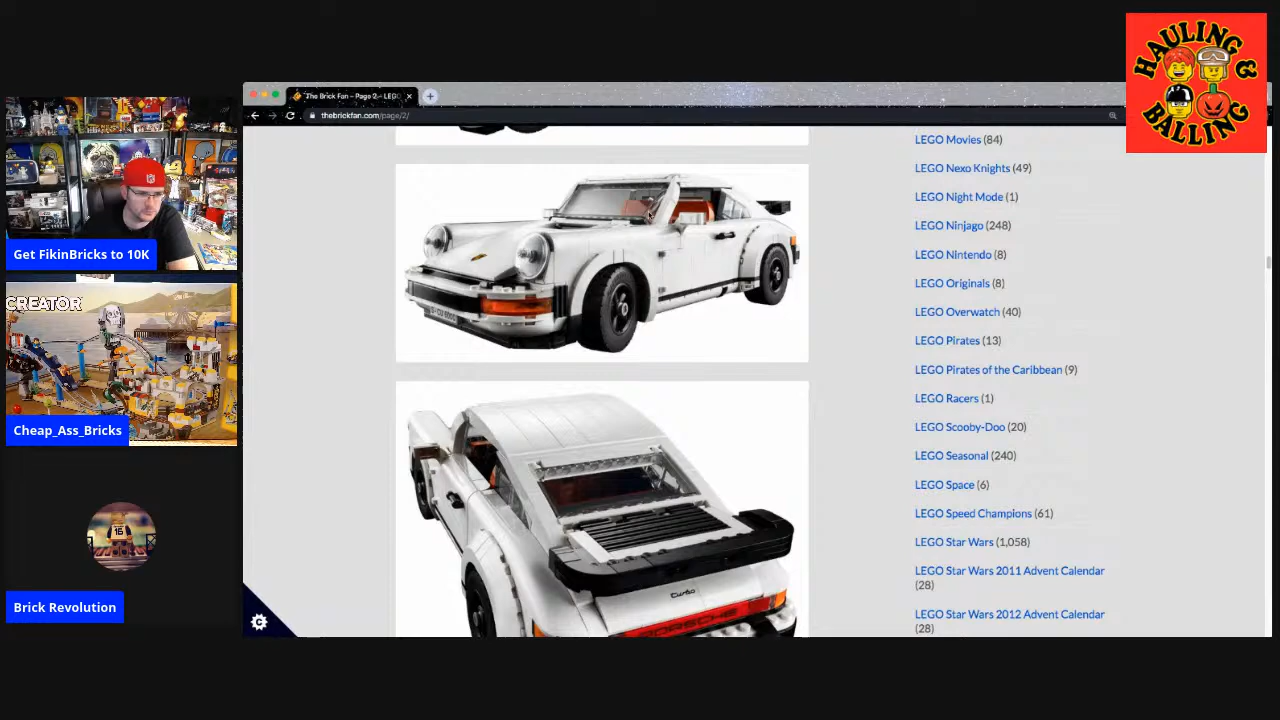 HAULING &
BALLING
The Brick Fan - Page 2 - LEGO
thebrickfan.com/page/2/
Get FikinBricks to 10K
CREATOR
Cheap_Ass_Bricks
16
Brick Revolution
Turbo
PORSCHE
LEGO Movies (84)
LEGO Nexo Knights (49)
LEGO Night Mode (1)
LEGO Ninjago (248)
LEGO Nintendo (8)
LEGO Originals (8)
LEGO Overwatch (40)
LEGO Pirates (13)
LEGO Pirates of the Caribbean (9)
LEGO Racers (1)
LEGO Scooby-Doo (20)
LEGO Seasonal (240)
LEGO Space (6)
LEGO Speed Champions (61)
LEGO Star Wars (1,058)
LEGO Star Wars 2011 Advent Calendar
(28)
LEGO Star Wars 2012 Advent Calendar
(28)